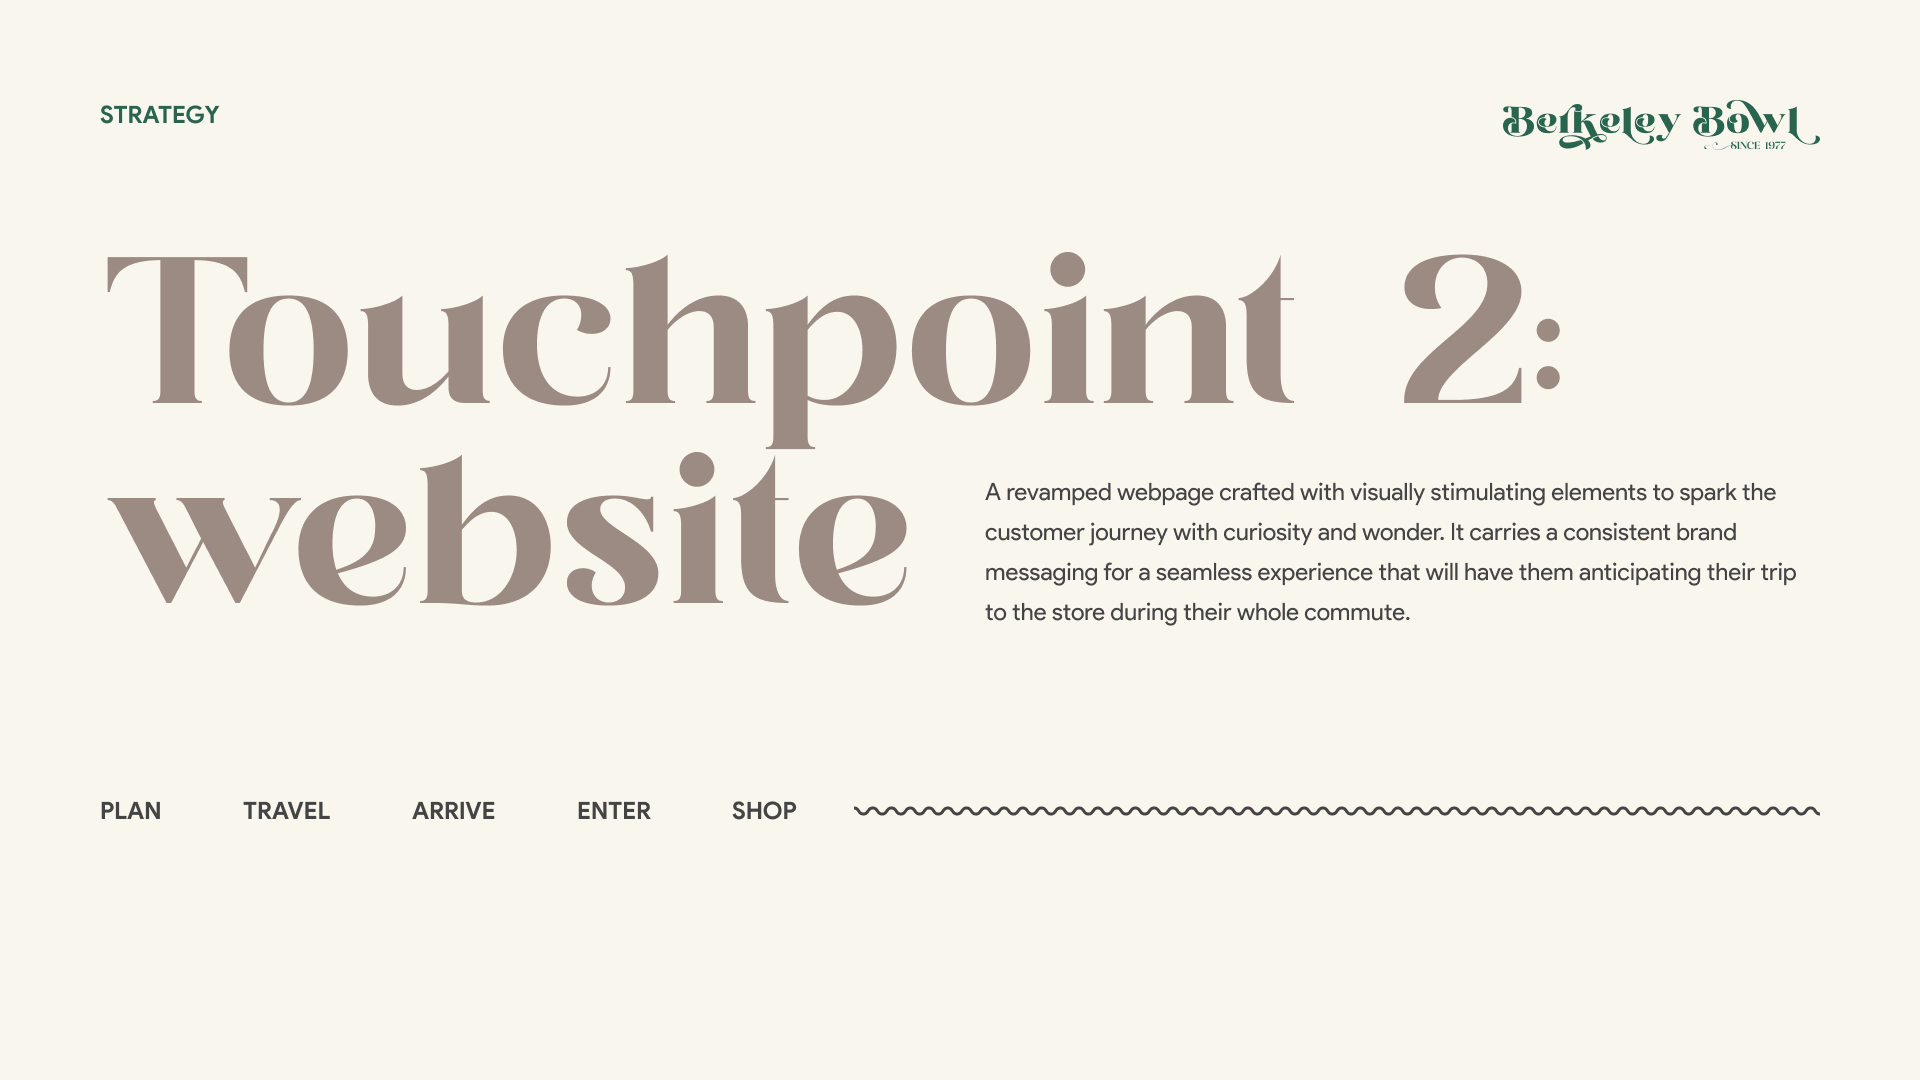 STRATEGY
Berkeley Bowl
SINCE 1977
Touchpoint 2:
website
A revamped webpage crafted with visually stimulating elements to spark the
customer journey with curiosity and wonder. It carries a consistent brand
messaging for a seamless experience that will have them anticipating their trip
to the store during their whole commute.
PLAN TRAVEL ARRIVE ENTER SHOP